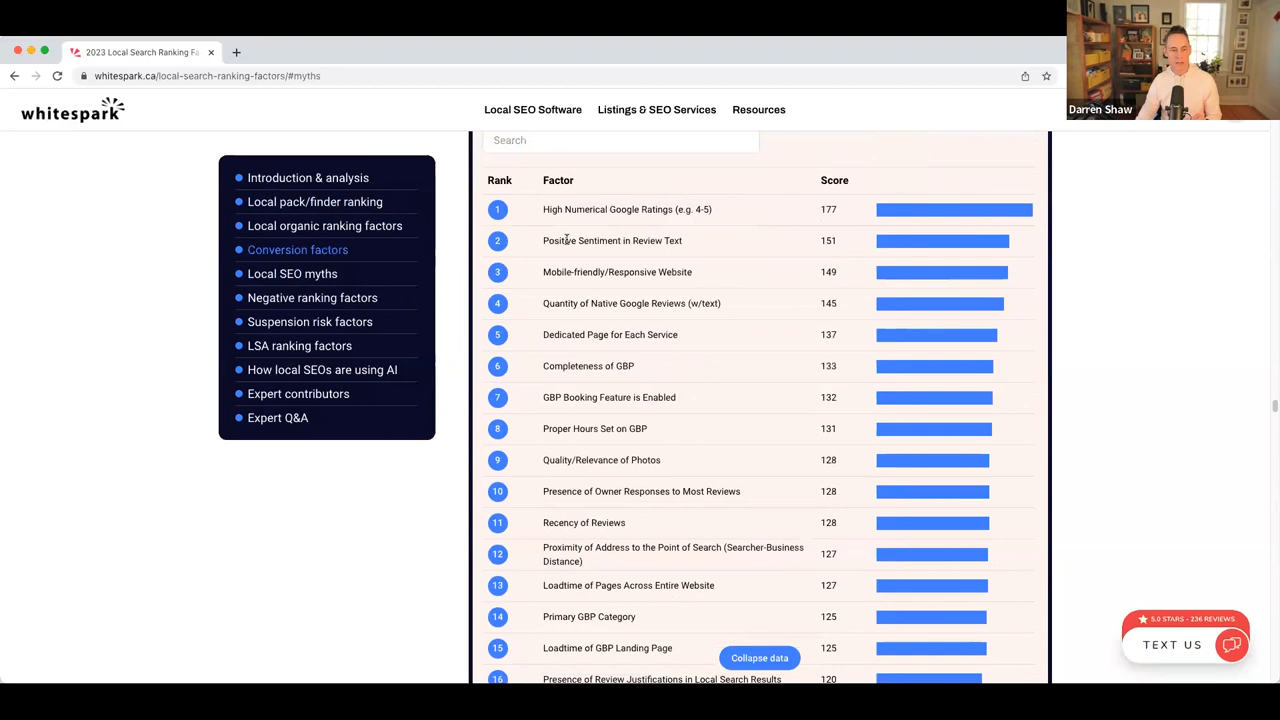 2023 Local Search Ranking Fa
whitespark.ca/local-search-ranking-factors/#myths
Darren Shaw
whitespark
Local SEO Software
Listings & SEO Services
Resources
Introduction & analysis
Local pack/finder ranking
Local organic ranking factors
Conversion factors
Local SEO myths
Negative ranking factors
Suspension risk factors
LSA ranking factors
How local SEOs are using AI
Expert contributors
Expert Q&A
Search
Rank Factor Score
1 High Numerical Google Ratings (e.g. 4-5) 177
2 Positive Sentiment in Review Text 151
3 Mobile-friendly/Responsive Website 149
4 Quantity of Native Google Reviews (w/text) 145
5 Dedicated Page for Each Service 137
6 Completeness of GBP 133
7 GBP Booking Feature is Enabled 132
8 Proper Hours Set on GBP 131
9 Quality/Relevance of Photos 128
10 Presence of Owner Responses to Most Reviews 128
11 Recency of Reviews 128
12 Proximity of Address to the Point of Search (Searcher-Business 127
Distance)
13 Loadtime of Pages Across Entire Website 127
14 Primary GBP Category 125
15 Loadtime of GBP Landing Page 125
16 Presence of Review Justifications in Local Search Results 120
Collapse data
5.0 STARS - 236 REVIEWS
TEXT US